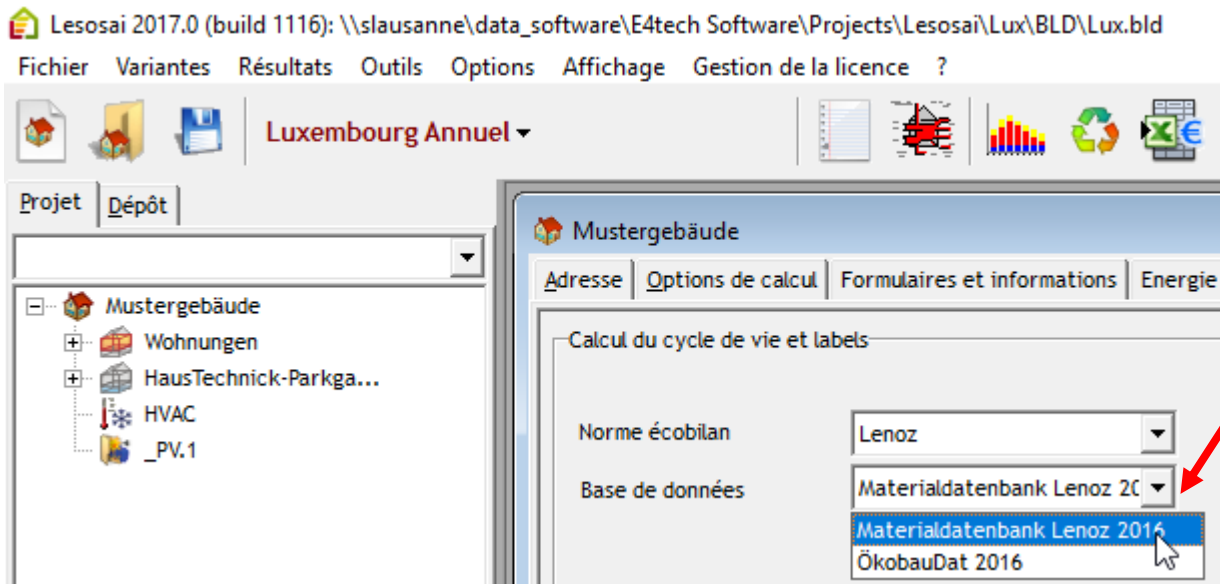 Lesosai 2017.0 (build 1116): \\slausanne\data_software\E4tech Software\Projects\Lesosai\Lux\BLD\Lux.bld
Fichier Variantes Résultats Outils Options Affichage Gestion de la licence ?
Luxembourg Annuel
Projet Dépôt
Mustergebäude
Wohnungen
HausTechnick-Parkga...
HVAC
_PV.1
Mustergebäude
Adresse Options de calcul Formulaires et informations Energie
Calcul du cycle de vie et labels
Norme écobilan Lenoz
Base de données Materialdatenbank Lenoz 20
Materialdatenbank Lenoz 2016
ÖkobauDat 2016